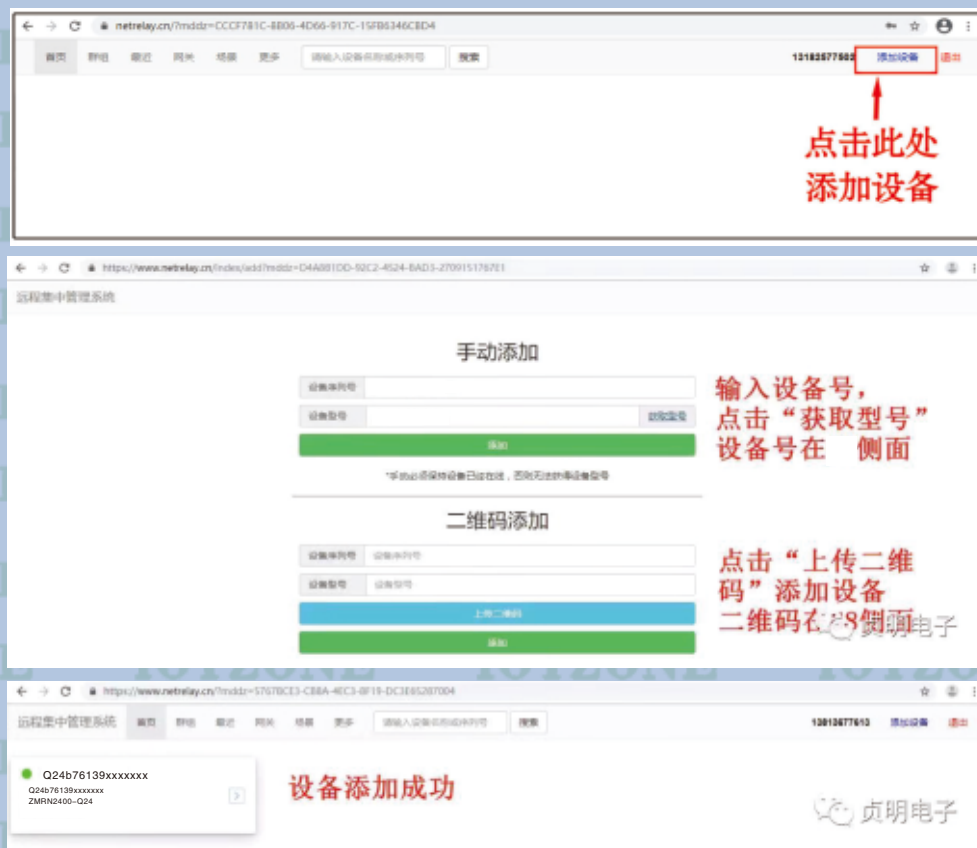 netrelay.cn/?mddz=CCCF781C-8B06-4D66-917C-15FB6346CBD4
首页 群组 最近 网关 场景 更多 请输入设备名称或序列号 搜索 添加设备 退出
点击此处
添加设备
https://www.netrelay.cn/index/add?mddz=
远程集中管理系统
手动添加
设备序列号
设备型号 获取型号
添加
输入设备号，
点击“获取型号”
设备号在 侧面
二维码添加
设备序列号 设备序列号
设备型号 设备型号
上传二维码
添加
点击“上传二维
码”添加设备
二维码在 侧面
贞明电子
https://www.netrelay.cn/?mddz=
远程集中管理系统 首页 群组 最近 网关 场景 更多 请输入设备名称或序列号 搜索 13813677613 添加设备 退出
Q24b76139xxxxxxx
Q24b76139xxxxxxx
ZMRN2400-Q24
设备添加成功
贞明电子